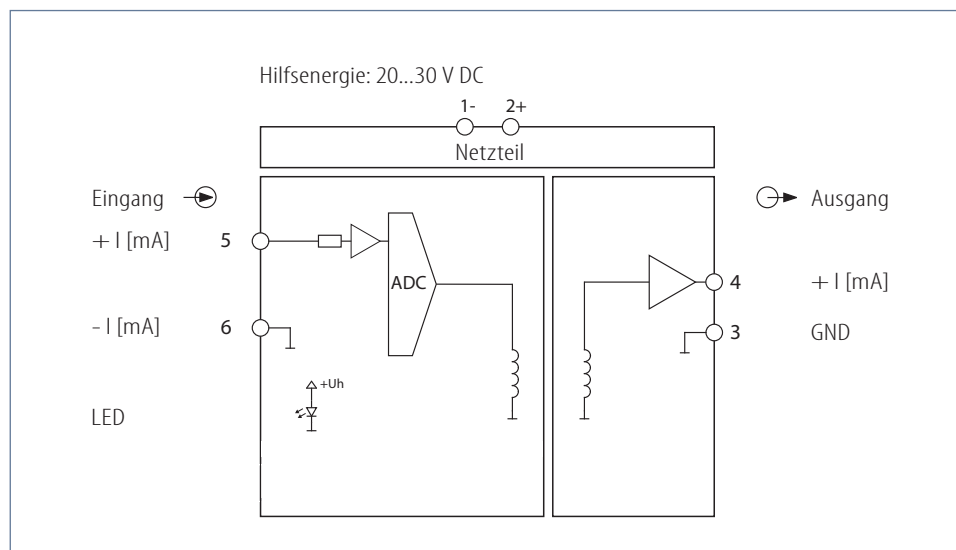 Hilfsenergie: 20...30 V DC
1- 2+
Netzteil
Eingang Ausgang
+ I [mA] 5
ADC
4 + I [mA]
- I [mA] 6
3 GND
+Uh
LED